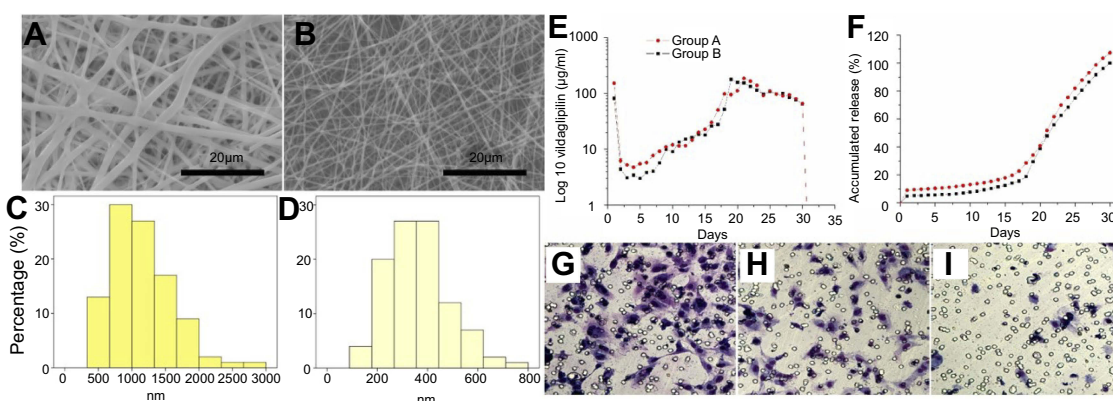 A
B
20µm
20µm
C
D
Percentage (%)
30
20
10
0
0
500
1000
1500
2000
2500
3000
nm
30
20
10
0
0
200
400
600
800
nm
E
Group A
Group B
Log 10 vildaglipilin (µg/ml)
1000
100
10
1
0
5
10
15
20
25
30
35
Days
F
Accumulated release (%)
120
100
80
60
40
20
0
0
5
10
15
20
25
30
Days
G
H
I